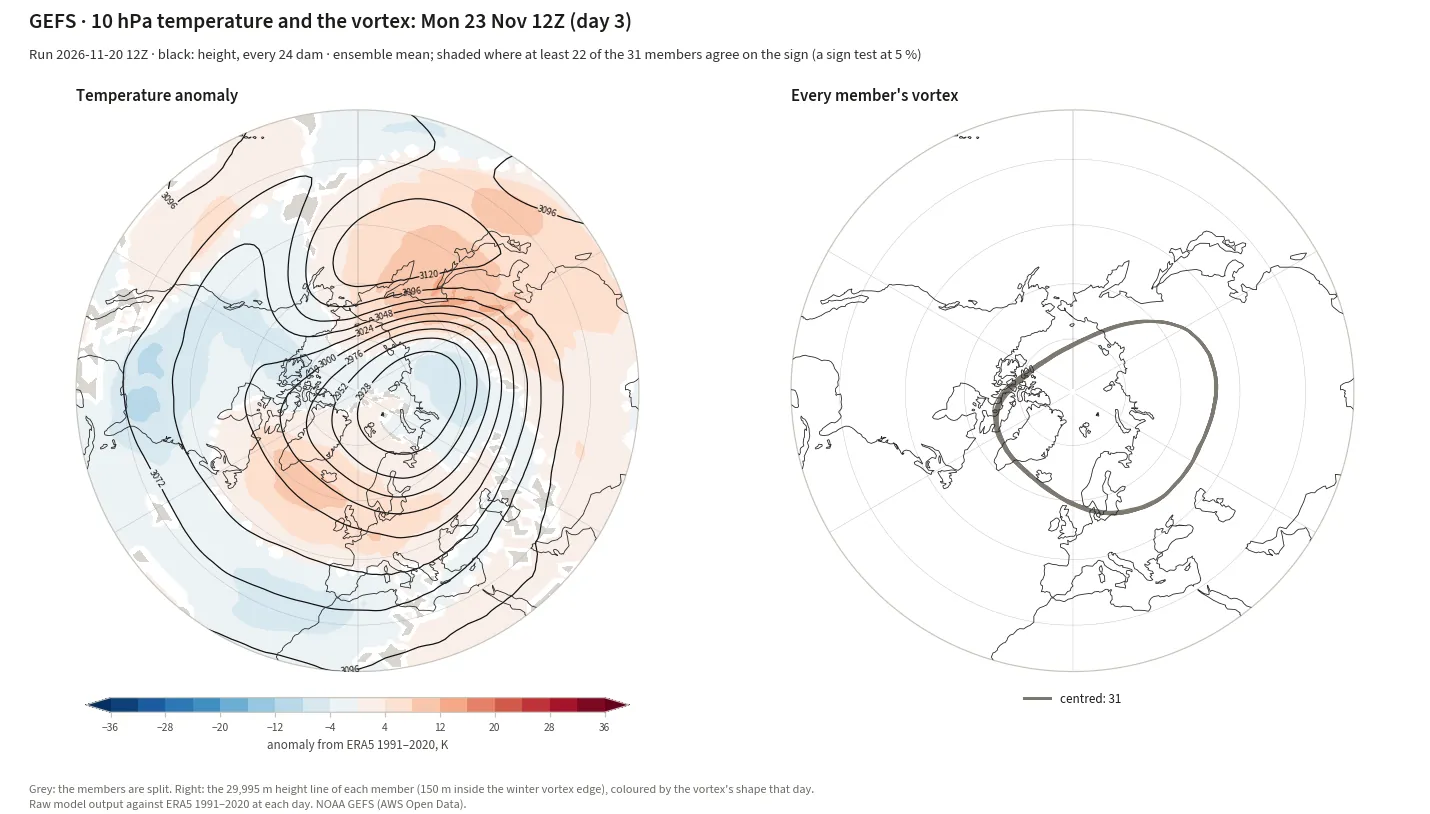 GEFS · 10 hPa temperature and the vortex: Mon 23 Nov 12Z (day 3)
Run 2026-11-20 12Z · black: height, every 24 dam · ensemble mean; shaded where at least 22 of the 31 members agree on the sign (a sign test at 5 %)
Temperature anomaly
Every member's vortex
3096
3096
3120
3096
3048
3024
3000
2976
2952
2928
3072
3096
centred: 31
−36 −28 −20 −12 −4 4 12 20 28 36
anomaly from ERA5 1991–2020, K
Grey: the members are split. Right: the 29,995 m height line of each member (150 m inside the winter vortex edge), coloured by the vortex's shape that day.
Raw model output against ERA5 1991–2020 at each day. NOAA GEFS (AWS Open Data).